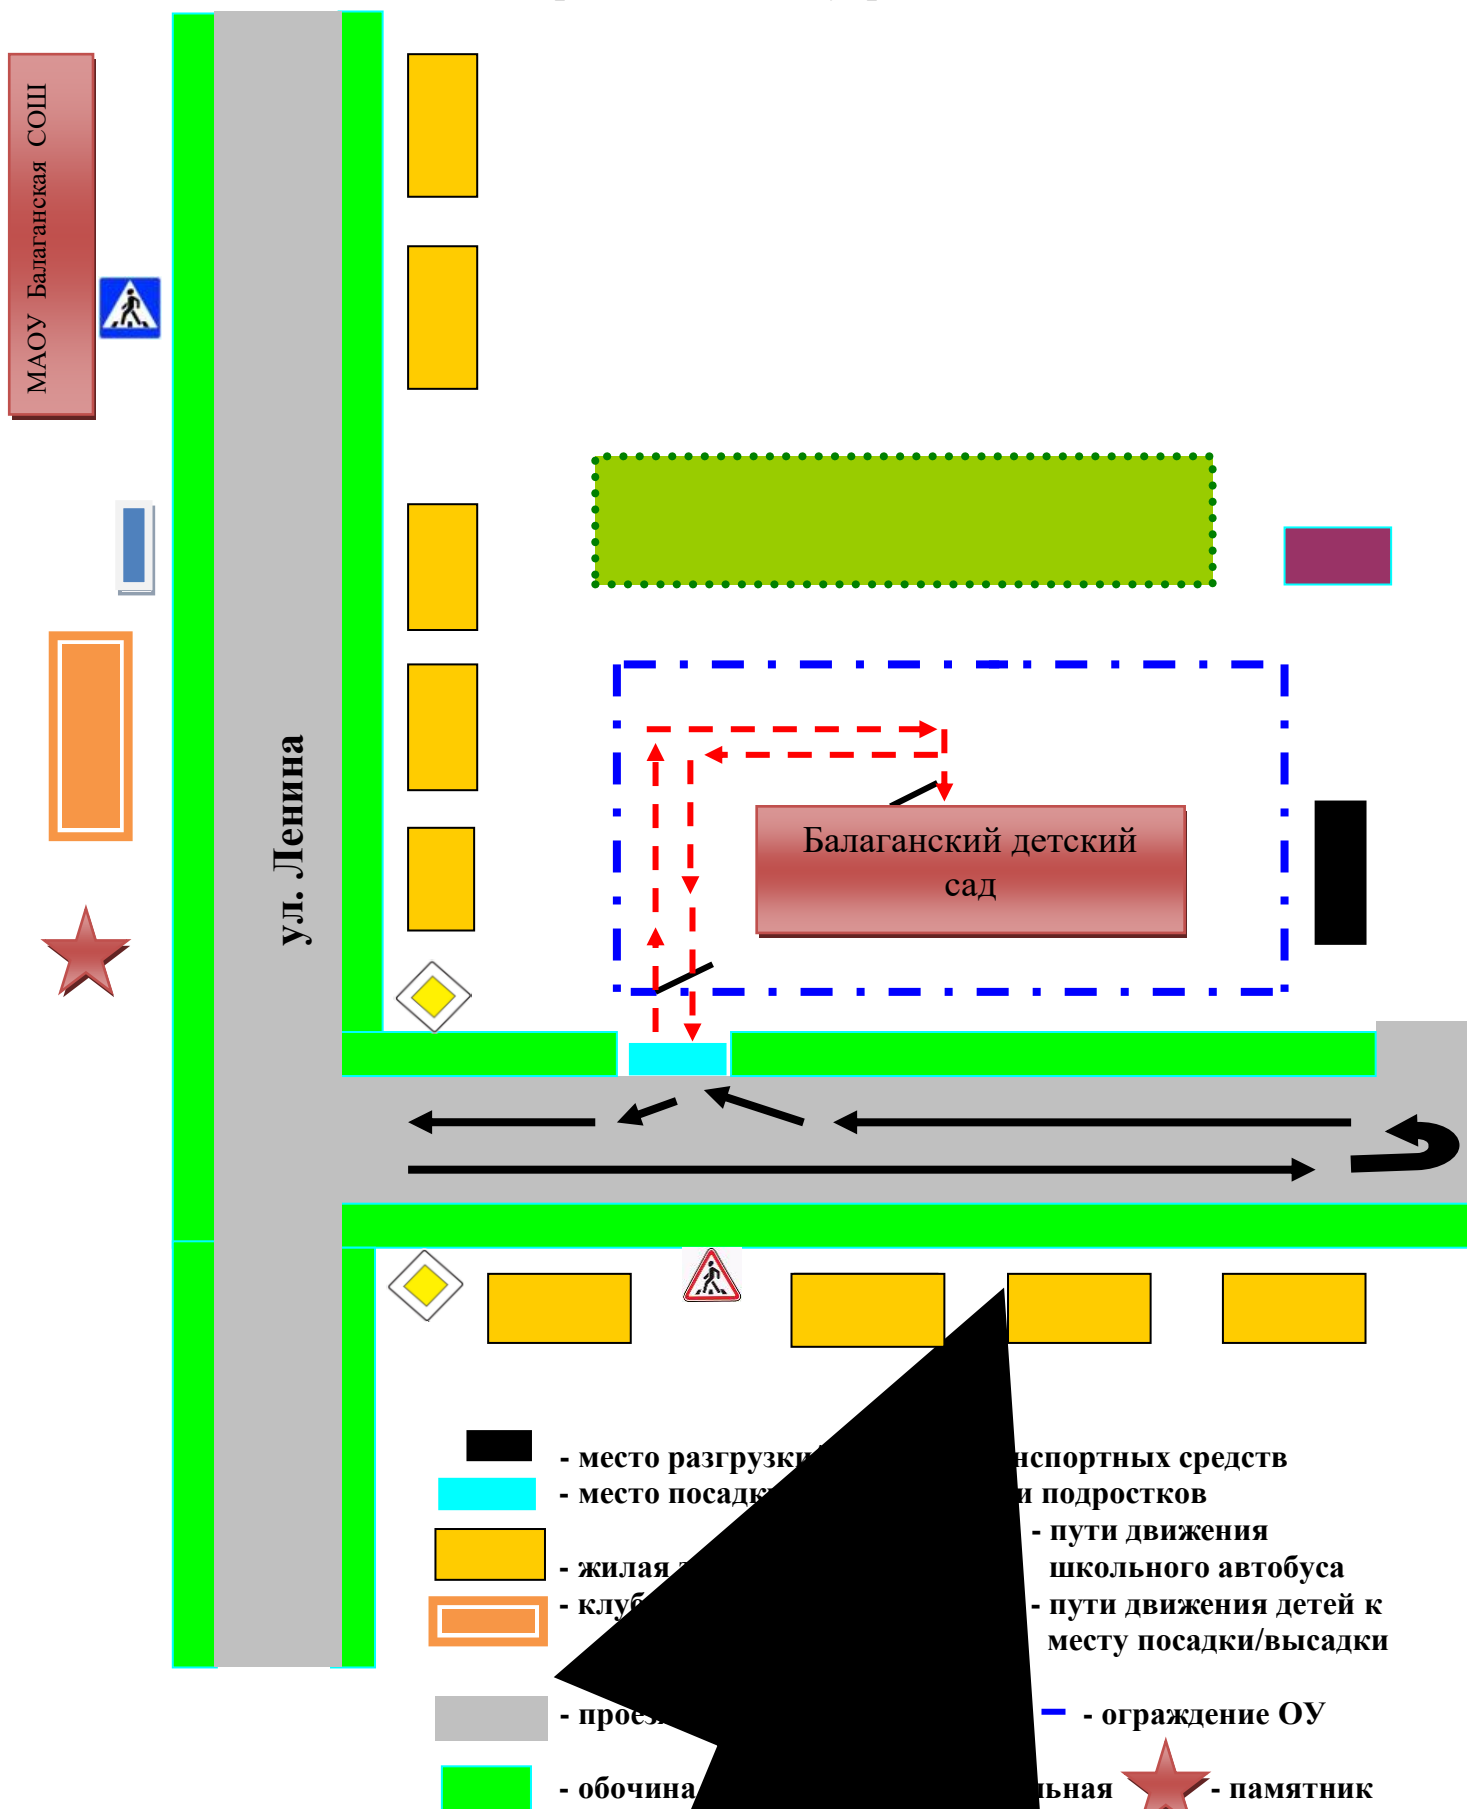 МАОУ Балаганская СОШ
ул. Ленина
Балаганский детский
сад
- место разгрузки
нспортных средств
- место посадк
и подростков
- пути движения
- жилая
школьного автобуса
- клуб
- пути движения детей к
месту посадки/высадки
- проез
- ограждение ОУ
- обочина
льная
- памятник